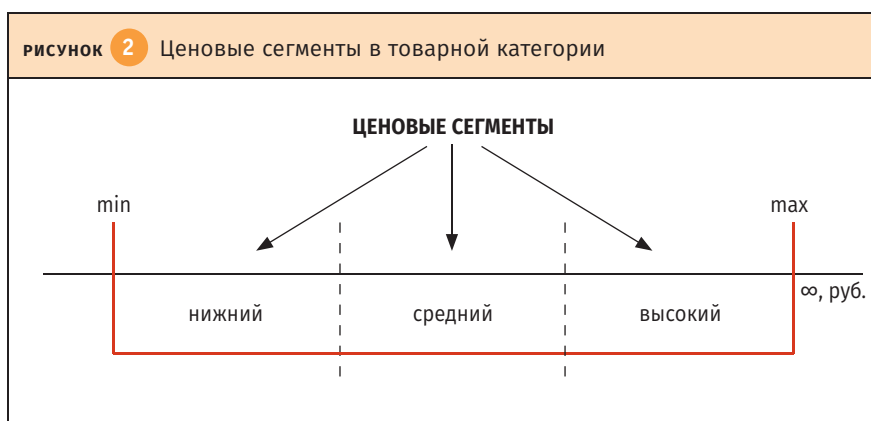 РИСУНОК 2 Ценовые сегменты в товарной категории
ЦЕНОВЫЕ СЕГМЕНТЫ
min max
∞, руб.
нижний средний высокий